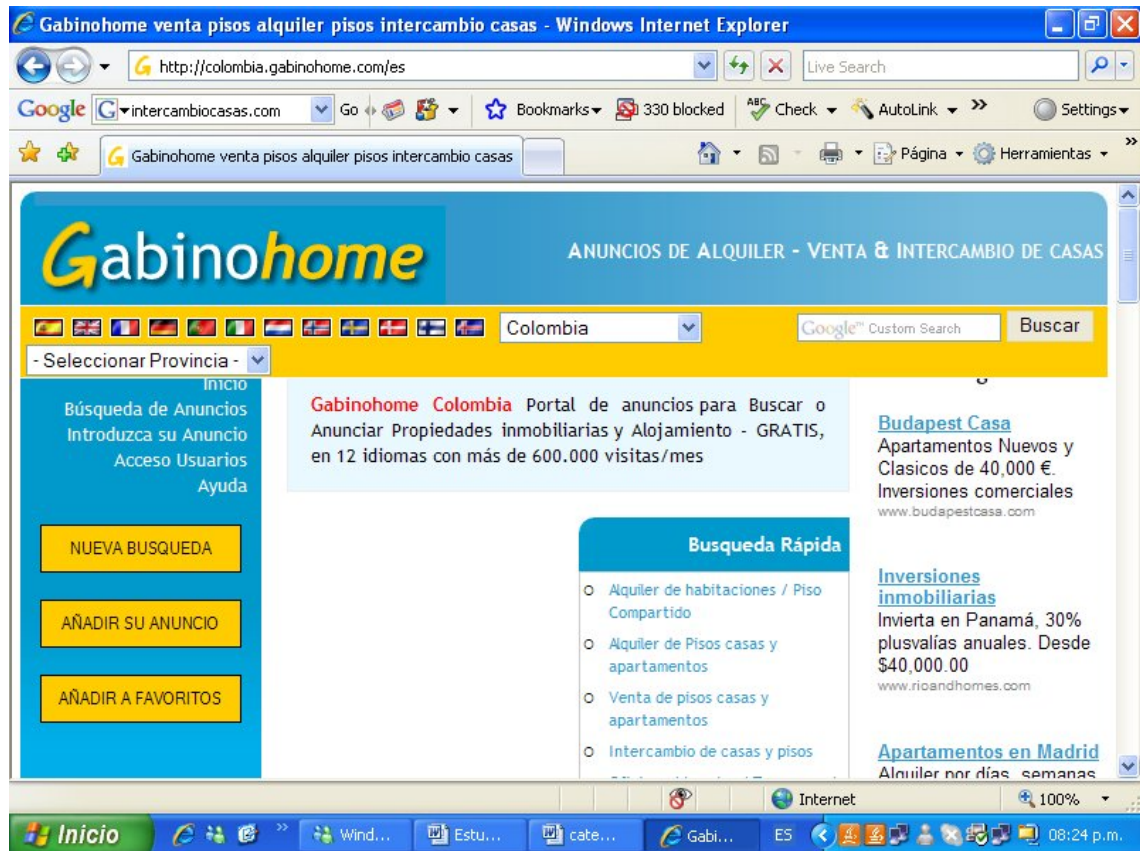 Gabinohome venta pisos alquiler pisos intercambio casas - Windows Internet Explorer
http://colombia.gabinohome.com/es
Live Search
Google
G
intercambiocasas.com
Go
Bookmarks
330 blocked
ABC Check
AutoLink
»
Settings
Gabinohome venta pisos alquiler pisos intercambio casas
Página
Herramientas
»
Gabinohome
ANUNCIOS DE ALQUILER - VENTA & INTERCAMBIO DE CASAS
Colombia
Google™ Custom Search
Buscar
- Seleccionar Provincia -
Inicio
Búsqueda de Anuncios
Introduzca su Anuncio
Acceso Usuarios
Ayuda
NUEVA BUSQUEDA
AÑADIR SU ANUNCIO
AÑADIR A FAVORITOS
Gabinohome Colombia Portal de anuncios para Buscar o
Anunciar Propiedades inmobiliarias y Alojamiento - GRATIS,
en 12 idiomas con más de 600.000 visitas/mes
Busqueda Rápida
Alquiler de habitaciones / Piso
Compartido
Alquiler de Pisos casas y
apartamentos
Venta de pisos casas y
apartamentos
Intercambio de casas y pisos
Budapest Casa
Apartamentos Nuevos y
Clasicos de 40,000 €.
Inversiones comerciales
www.budapestcasa.com
Inversiones
inmobiliarias
Invierta en Panamá, 30%
plusvalías anuales. Desde
$40,000.00
www.rioandhomes.com
Apartamentos en Madrid
Alquiler por días, semanas
Internet
100%
Inicio
»
Wind...
Estu...
cate...
Gabi...
ES
08:24 p.m.